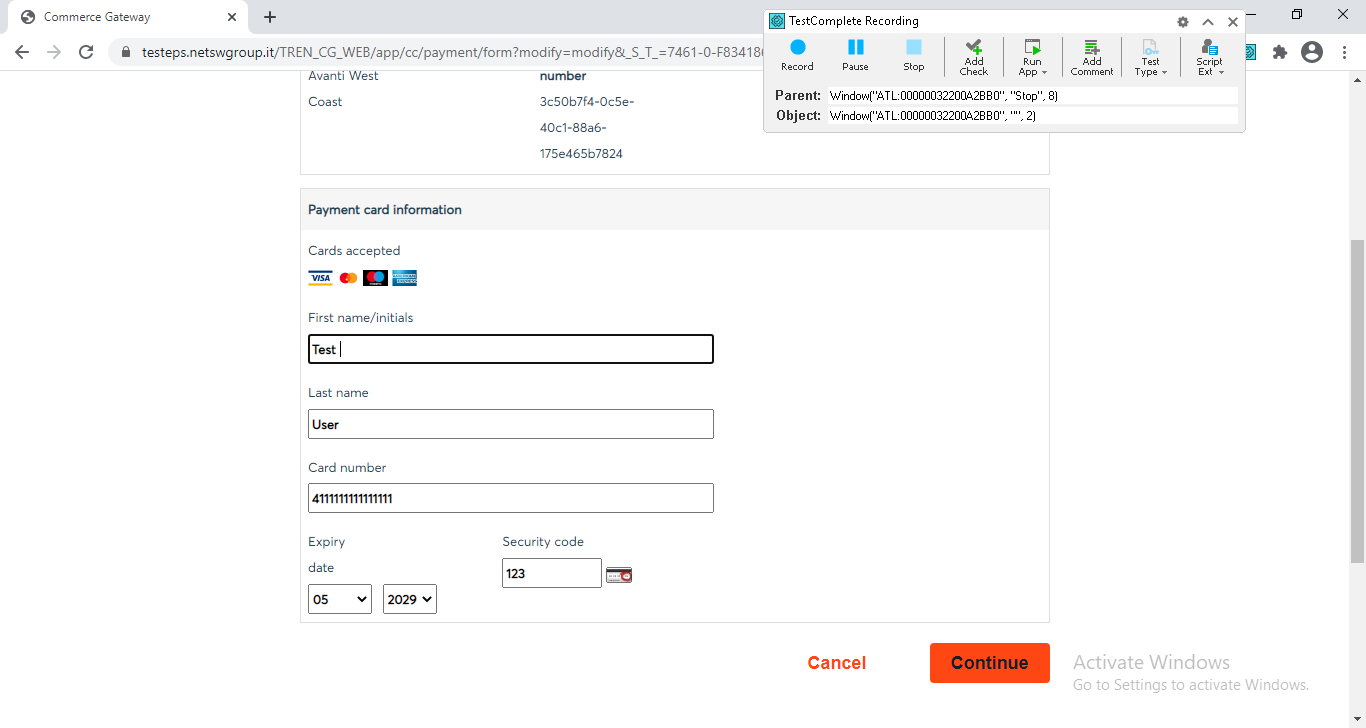 Commerce Gateway
TestComplete Recording
testeps.netswgroup.it/TREN_CG_WEB/app/cc/payment/form?modify=modify&_S_T_=7461-0-F83418
Record
Pause
Stop
Add Check
Run App
Add Comment
Test Type
Script Ext
Parent: Window("ATL:00000032200A2BB0", "Stop", 8)
Object: Window("ATL:00000032200A2BB0", "", 2)
Avanti West
Coast
number
3c50b7f4-0c5e-
40c1-88a6-
175e465b7824
Payment card information
Cards accepted
VISA
First name/initials
Test
Last name
User
Card number
4111111111111111
Expiry
date
05
2029
Security code
123
Cancel
Continue
Activate Windows
Go to Settings to activate Windows.